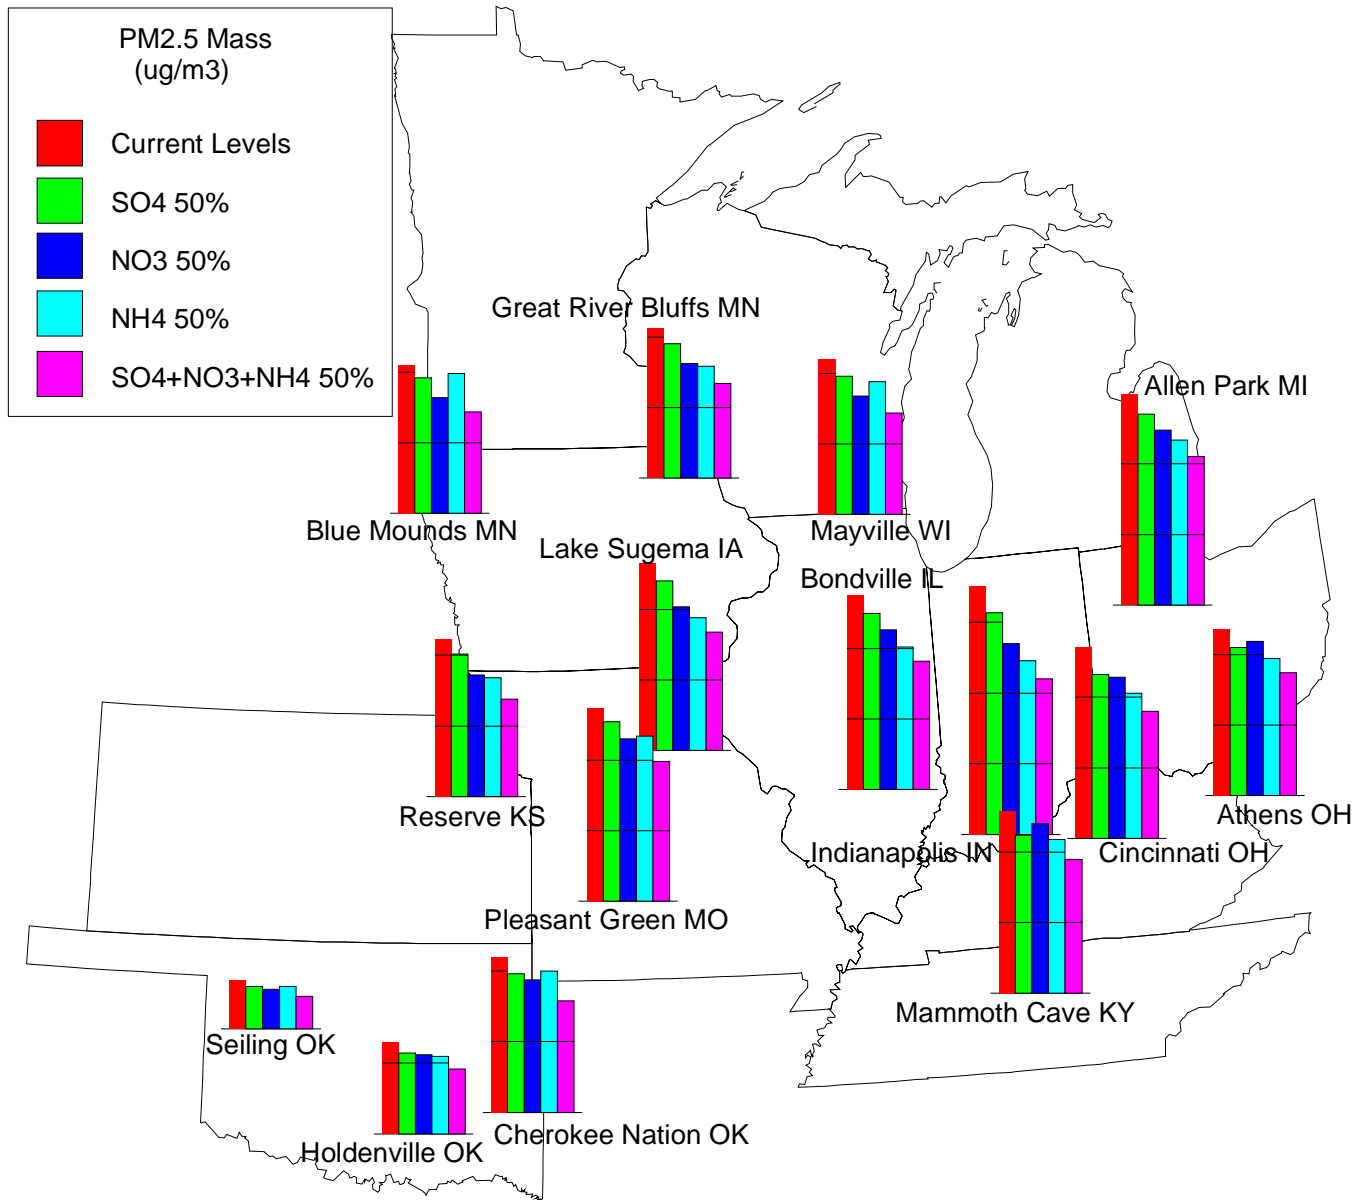 PM2.5 Mass
(ug/m3)
Current Levels
SO4 50%
NO3 50%
NH4 50%
SO4+NO3+NH4 50%
Great River Bluffs MN
Allen Park MI
Blue Mounds MN
Mayville WI
Lake Sugema IA
Bondville IL
Reserve KS
Athens OH
Indianapolis IN
Cincinnati OH
Pleasant Green MO
Mammoth Cave KY
Seiling OK
Cherokee Nation OK
Holdenville OK